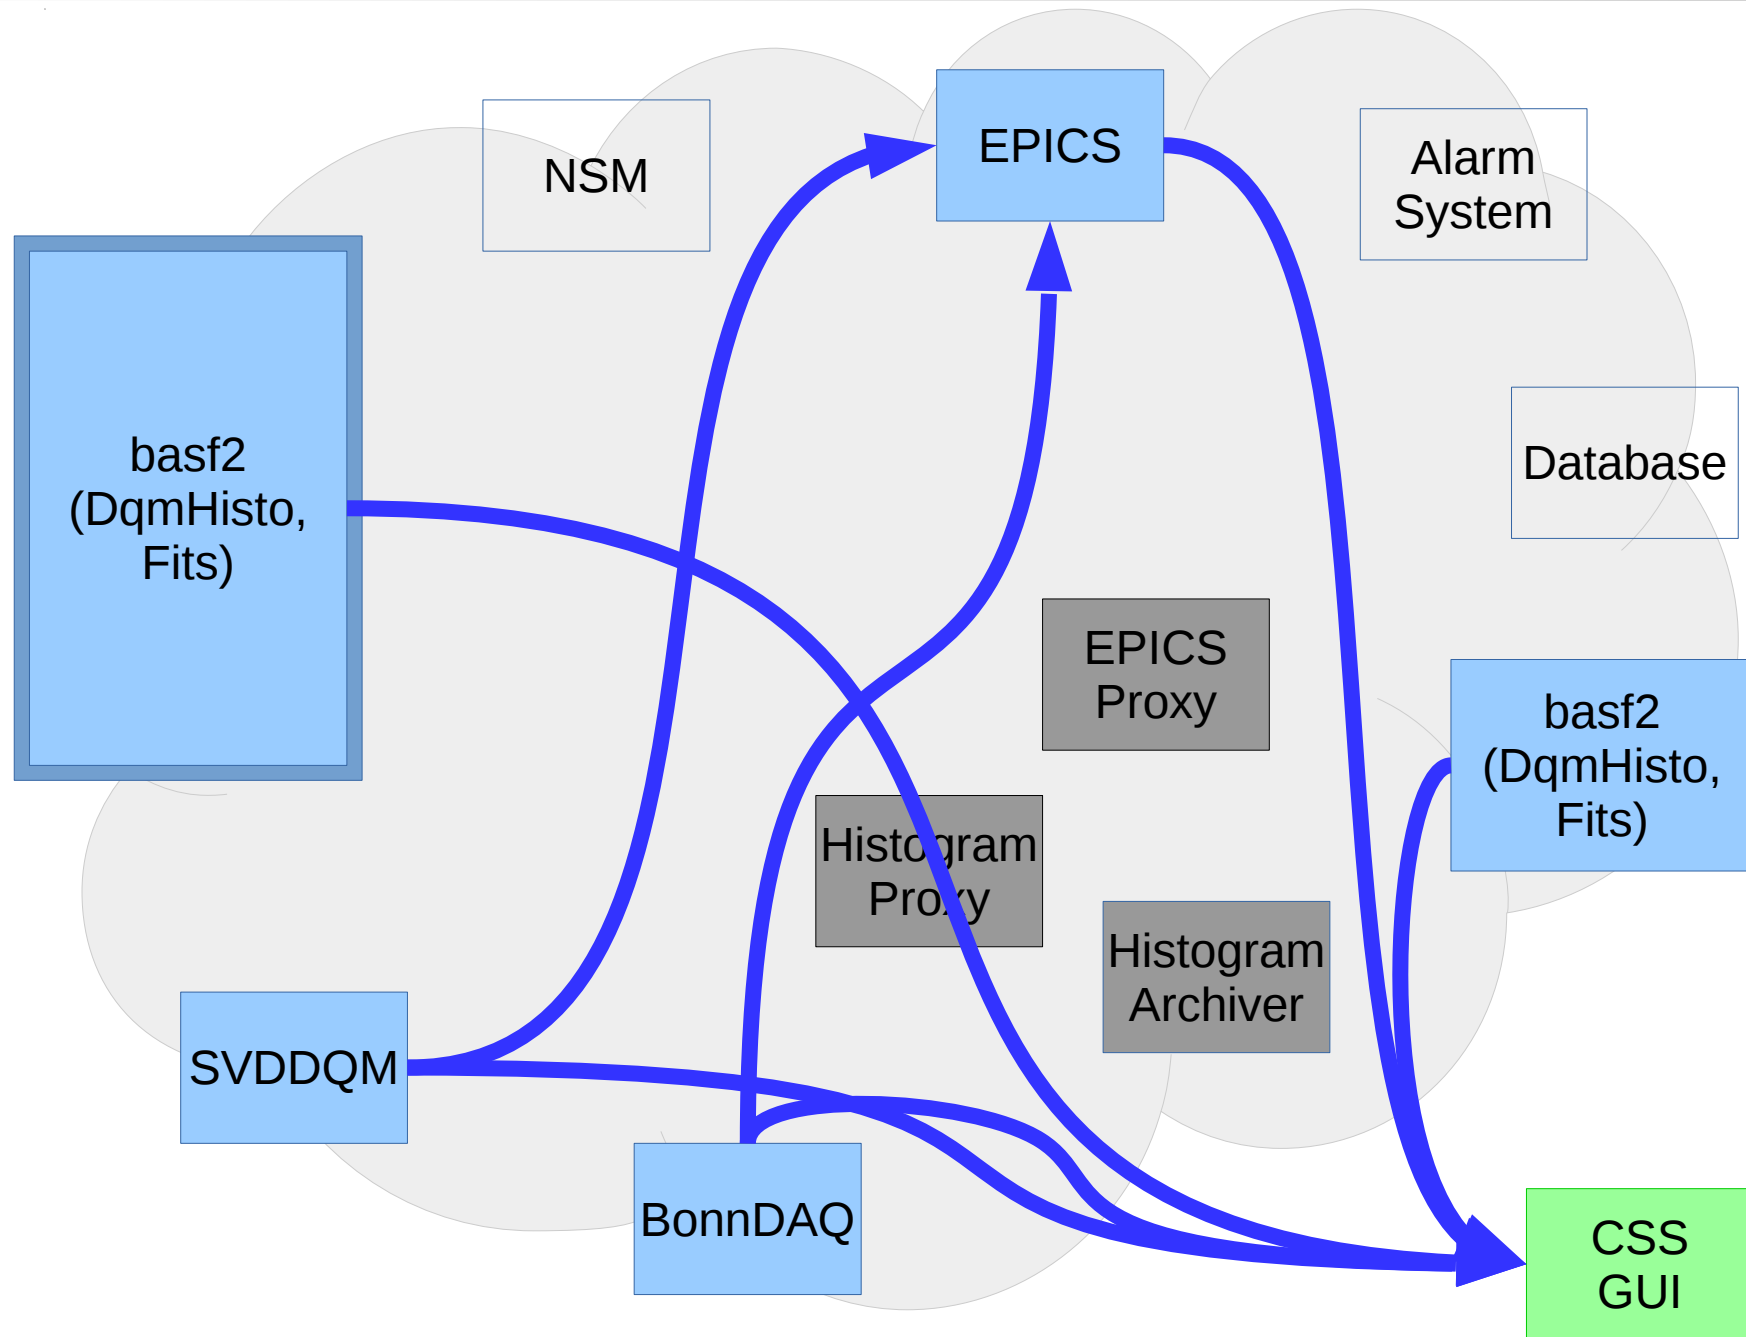 EPICS
NSM
Alarm
System
basf2
(DqmHisto,
Fits)
Database
EPICS
Proxy
basf2
(DqmHisto,
Fits)
Histogram
Proxy
Histogram
Archiver
SVDDQM
BonnDAQ
CSS
GUI